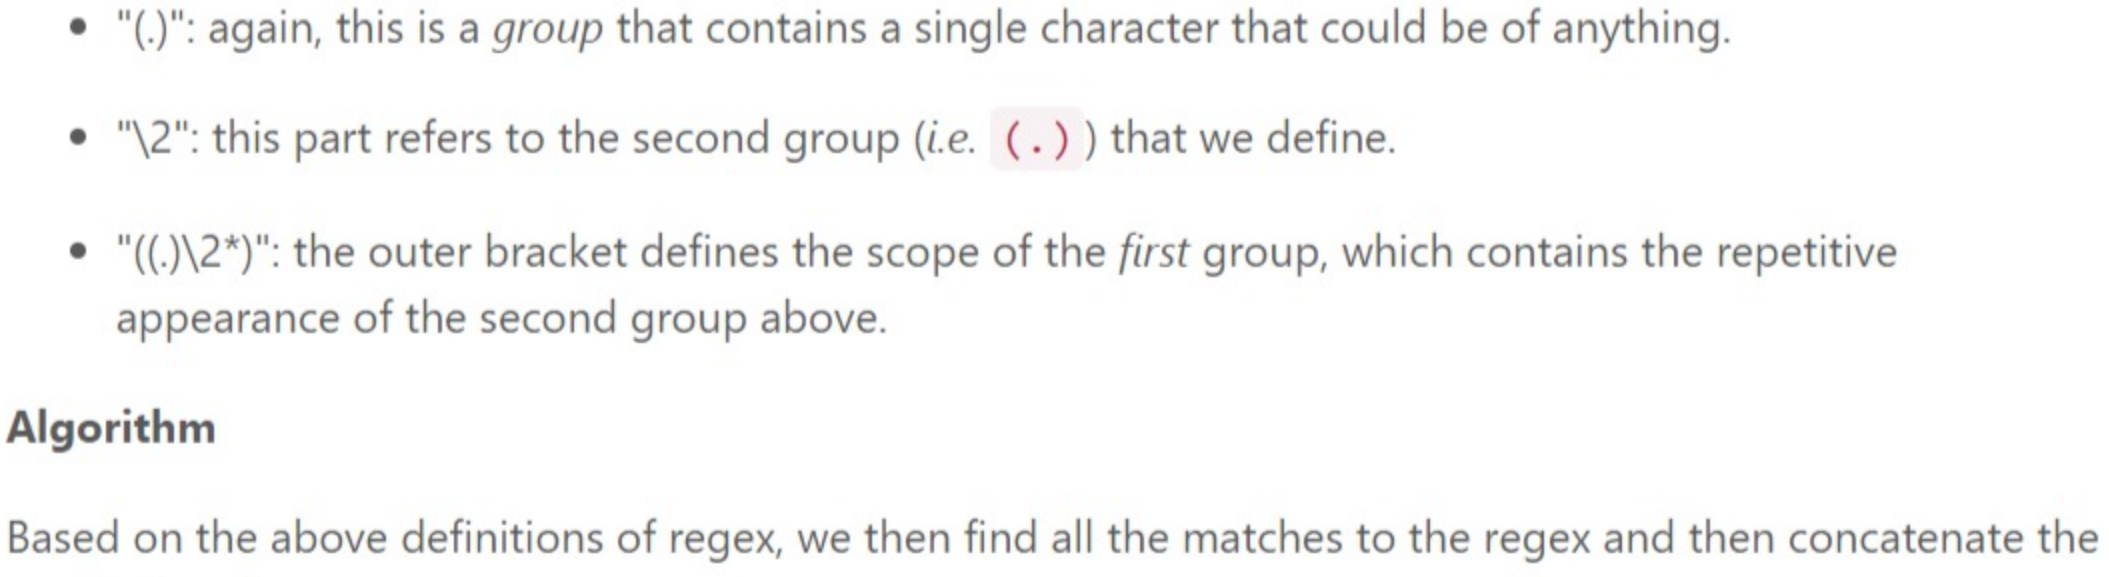 • "(.)": again, this is a group that contains a single character that could be of anything.
• "\2": this part refers to the second group (i.e. (.)) that we define.
• "((.)\2*)": the outer bracket defines the scope of the first group, which contains the repetitive
appearance of the second group above.
Algorithm
Based on the above definitions of regex, we then find all the matches to the regex and then concatenate the